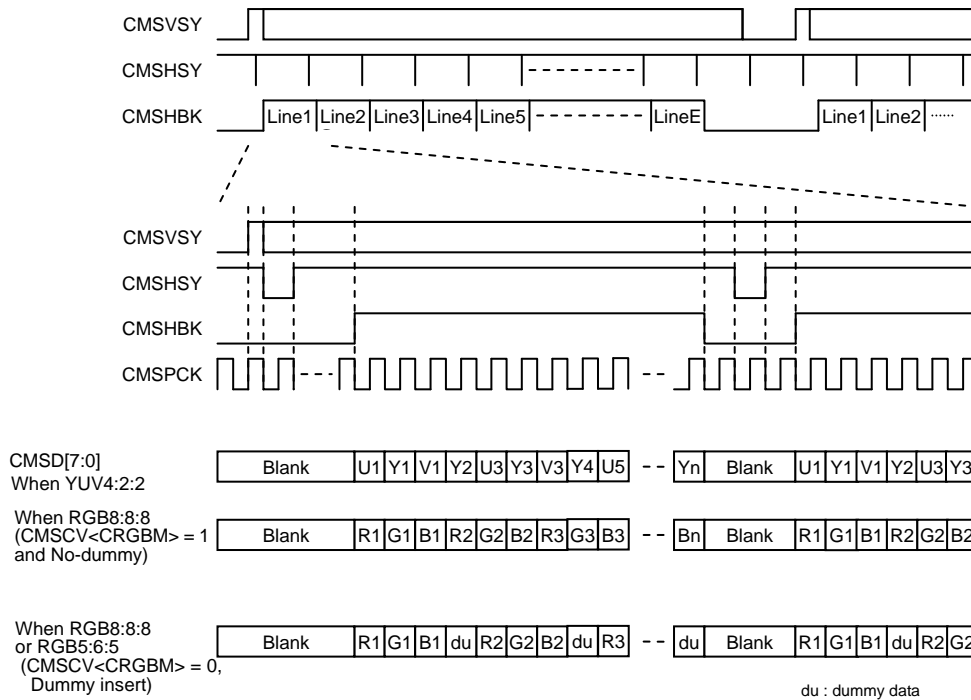 CMSVSY
CMSHSY
CMSHBK Line1 Line2 Line3 Line4 Line5 LineE Line1 Line2 ......
CMSVSY
CMSHSY
CMSHBK
CMSPCK
CMSD[7:0]
When YUV4:2:2
Blank U1 Y1 V1 Y2 U3 Y3 V3 Y4 U5 Yn Blank U1 Y1 V1 Y2 U3 Y3
When RGB8:8:8
(CMSCV<CRGBM> = 1
and No-dummy)
Blank R1 G1 B1 R2 G2 B2 R3 G3 B3 Bn Blank R1 G1 B1 R2 G2 B2
When RGB8:8:8
or RGB5:6:5
(CMSCV<CRGBM> = 0,
Dummy insert)
Blank R1 G1 B1 du R2 G2 B2 du R3 du Blank R1 G1 B1 du R2 G2
du : dummy data